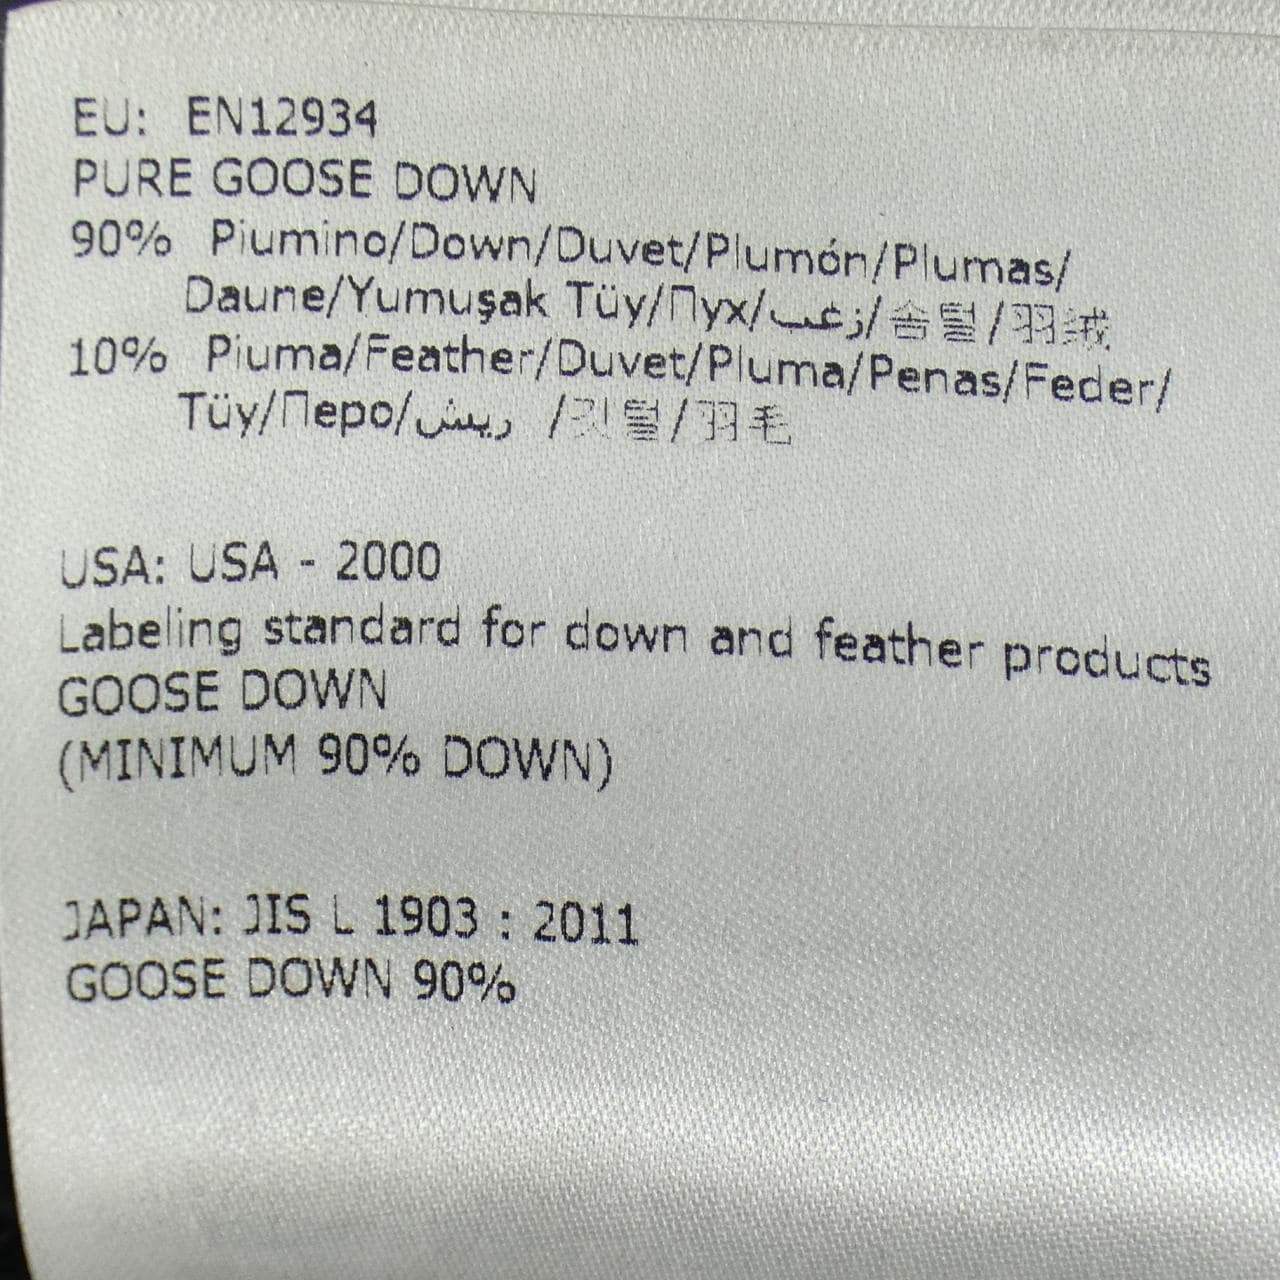 EU: EN12934
PURE GOOSE DOWN
90% Piumino/Down/Duvet/Plumón/Plumas/
Daune/Yumuşak Tüy/Пух/زغب/솜털/羽绒
10% Piuma/Feather/Duvet/Pluma/Penas/Feder/
Tüy/Перо/ريش /깃털/羽毛
USA: USA - 2000
Labeling standard for down and feather products
GOOSE DOWN
(MINIMUM 90% DOWN)
JAPAN: JIS L 1903 : 2011
GOOSE DOWN 90%